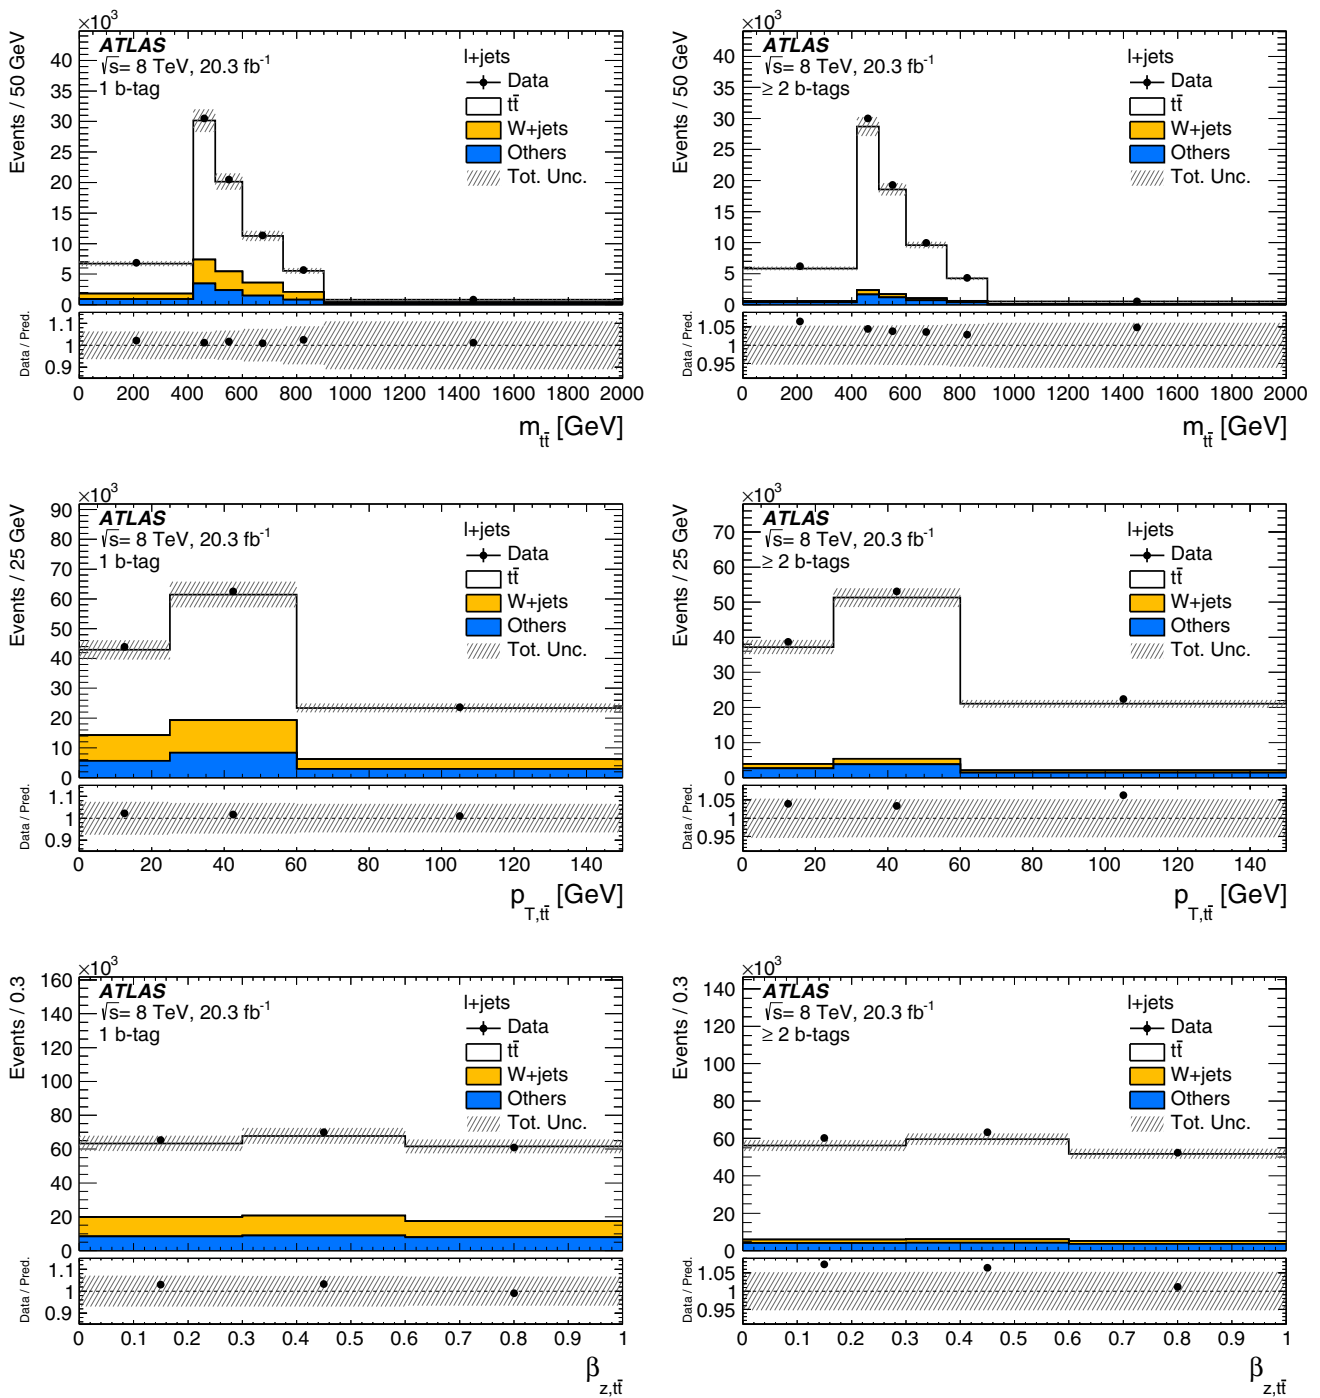 ×10³
Events / 50 GeV
40
35
30
25
20
15
10
5
0
ATLAS
√s= 8 TeV, 20.3 fb⁻¹
1 b-tag
l+jets
Data
tt̄
W+jets
Others
Tot. Unc.
Data / Pred.
1.1
1
0.9
0 200 400 600 800 1000 1200 1400 1600 1800 2000
m_tt̄ [GeV]
×10³
Events / 50 GeV
40
35
30
25
20
15
10
5
0
ATLAS
√s= 8 TeV, 20.3 fb⁻¹
≥ 2 b-tags
l+jets
Data
tt̄
W+jets
Others
Tot. Unc.
Data / Pred.
1.05
1
0.95
0 200 400 600 800 1000 1200 1400 1600 1800 2000
m_tt̄ [GeV]
×10³
Events / 25 GeV
90
80
70
60
50
40
30
20
10
0
ATLAS
√s= 8 TeV, 20.3 fb⁻¹
1 b-tag
l+jets
Data
tt̄
W+jets
Others
Tot. Unc.
Data / Pred.
1.1
1
0.9
0 20 40 60 80 100 120 140
p_T,tt̄ [GeV]
×10³
Events / 25 GeV
70
60
50
40
30
20
10
0
ATLAS
√s= 8 TeV, 20.3 fb⁻¹
≥ 2 b-tags
l+jets
Data
tt̄
W+jets
Others
Tot. Unc.
Data / Pred.
1.05
1
0.95
0 20 40 60 80 100 120 140
p_T,tt̄ [GeV]
×10³
Events / 0.3
160
140
120
100
80
60
40
20
0
ATLAS
√s= 8 TeV, 20.3 fb⁻¹
1 b-tag
l+jets
Data
tt̄
W+jets
Others
Tot. Unc.
Data / Pred.
1.1
1
0.9
0 0.1 0.2 0.3 0.4 0.5 0.6 0.7 0.8 0.9 1
β_z,tt̄
×10³
Events / 0.3
140
120
100
80
60
40
20
0
ATLAS
√s= 8 TeV, 20.3 fb⁻¹
≥ 2 b-tags
l+jets
Data
tt̄
W+jets
Others
Tot. Unc.
Data / Pred.
1.05
1
0.95
0 0.1 0.2 0.3 0.4 0.5 0.6 0.7 0.8 0.9 1
β_z,tt̄